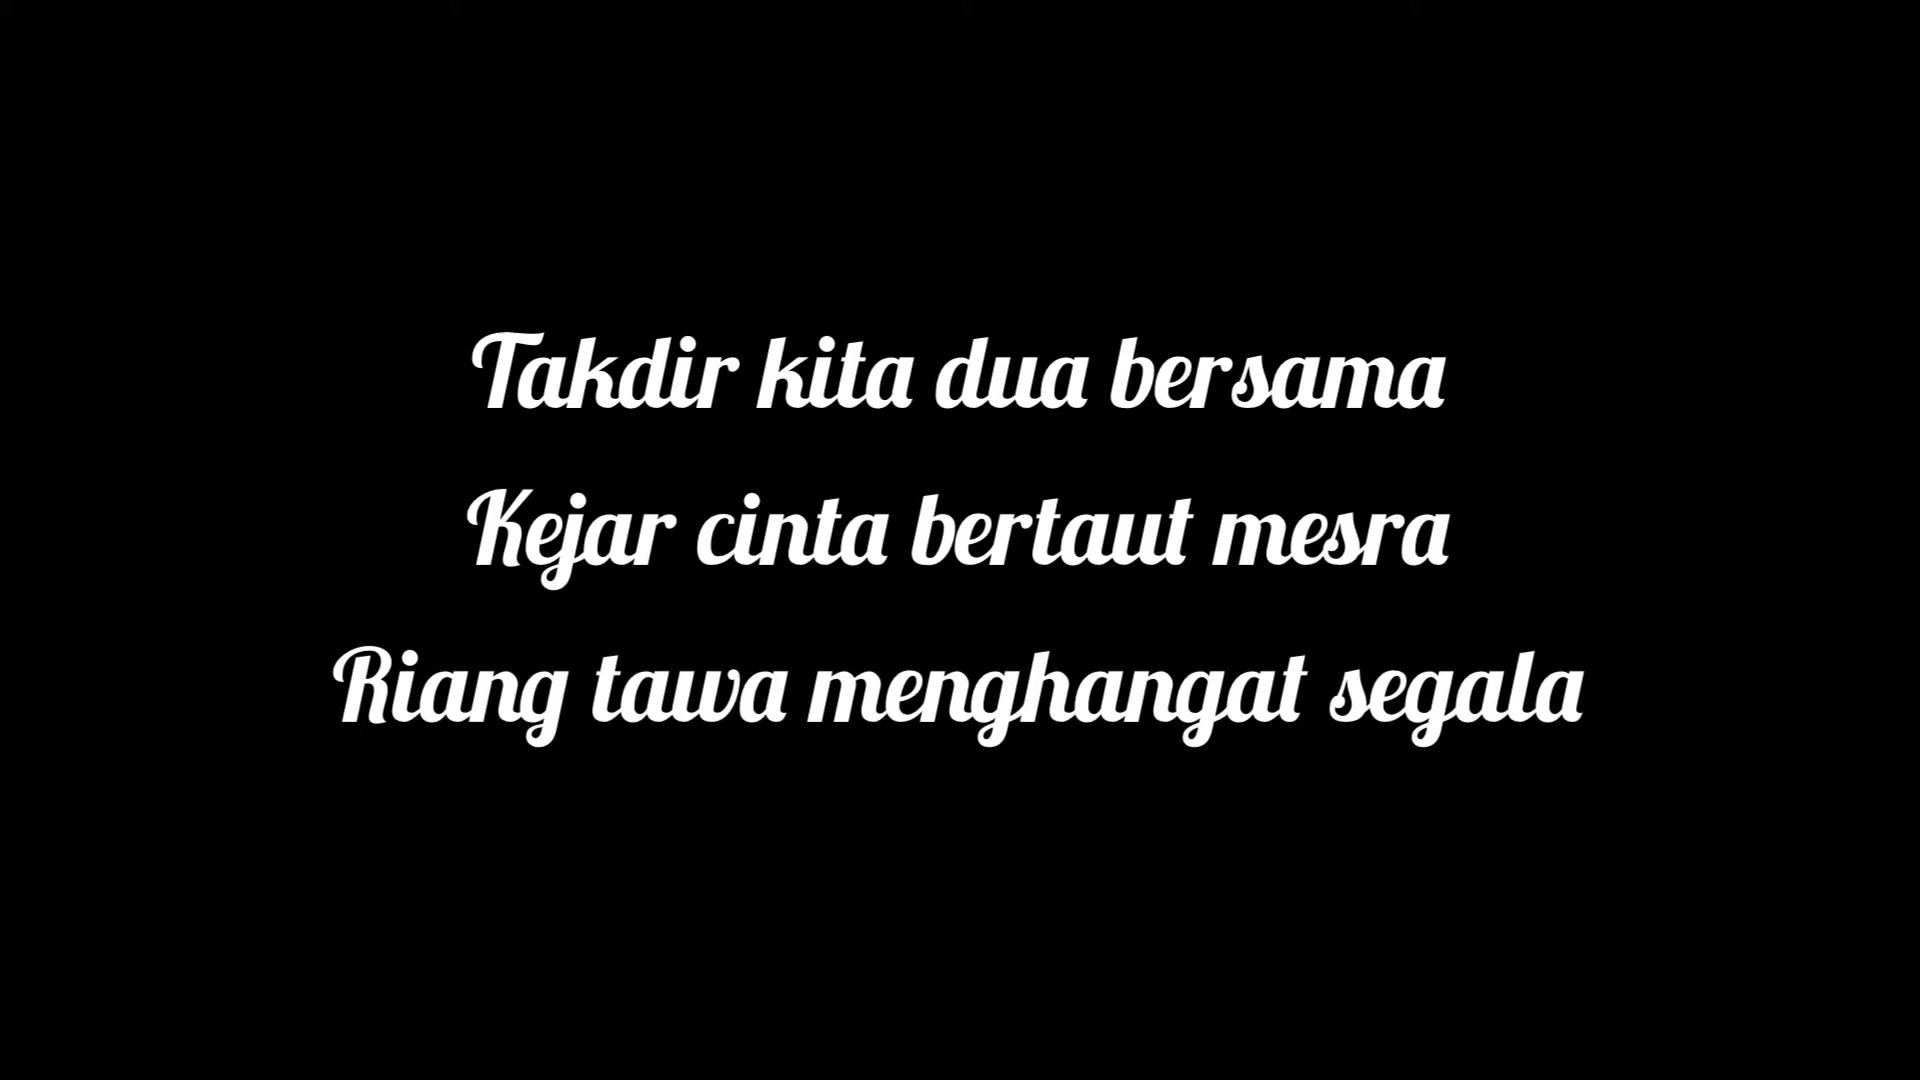 Takdir kita dua bersama
Kejar cinta bertaut mesra
Riang tawa menghangat segala